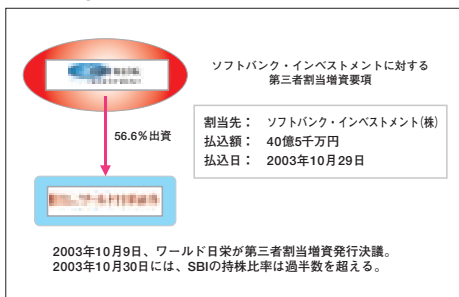 ソフトバンク・インベストメントに対する
第三者割当増資要項
56.6%出資
割当先： ソフトバンク・インベストメント(株)
払込額： 40億5千万円
払込日： 2003年10月29日
2003年10月9日、ワールド日栄が第三者割当増資発行決議。
2003年10月30日には、SBIの持株比率は過半数を超える。